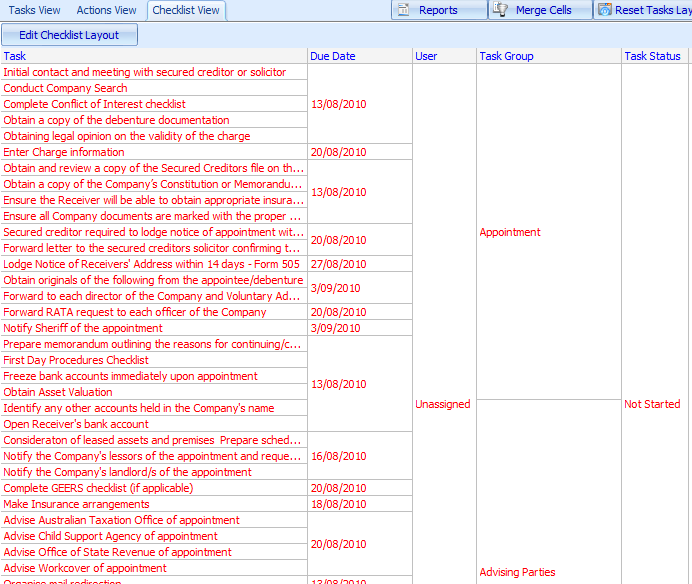 Tasks View Actions View Checklist View Reports Merge Cells Reset Tasks Lay
Edit Checklist Layout
Task Due Date User Task Group Task Status
Initial contact and meeting with secured creditor or solicitor
Conduct Company Search
Complete Conflict of Interest checklist 13/08/2010
Obtain a copy of the debenture documentation
Obtaining legal opinion on the validity of the charge
Enter Charge information 20/08/2010
Obtain and review a copy of the Secured Creditors file on th...
Obtain a copy of the Company's Constitution or Memorandu...
13/08/2010
Ensure the Receiver will be able to obtain appropriate insura...
Ensure all Company documents are marked with the proper ...
Secured creditor required to lodge notice of appointment wit...
20/08/2010 Appointment
Forward letter to the secured creditors solicitor confirming t...
Lodge Notice of Receivers' Address within 14 days - Form 505 27/08/2010
Obtain originals of the following from the appointee/debenture
3/09/2010
Forward to each director of the Company and Voluntary Ad...
Forward RATA request to each officer of the Company 20/08/2010
Notify Sheriff of the appointment 3/09/2010
Prepare memorandum outlining the reasons for continuing/c...
First Day Procedures Checklist
Freeze bank accounts immediately upon appointment
13/08/2010
Obtain Asset Valuation
Identify any other accounts held in the Company's name
Unassigned Not Started
Open Receiver's bank account
Consideraton of leased assets and premises Prepare sched...
Notify the Company's lessors of the appointment and reque... 16/08/2010
Notify the Company's landlord/s of the appointment
Complete GEERS checklist (if applicable) 20/08/2010
Make Insurance arrangements 18/08/2010
Advise Australian Taxation Office of appointment
Advise Child Support Agency of appointment
20/08/2010
Advise Office of State Revenue of appointment
Advise Workcover of appointment
Advising Parties
Organise mail redirection 13/08/2010